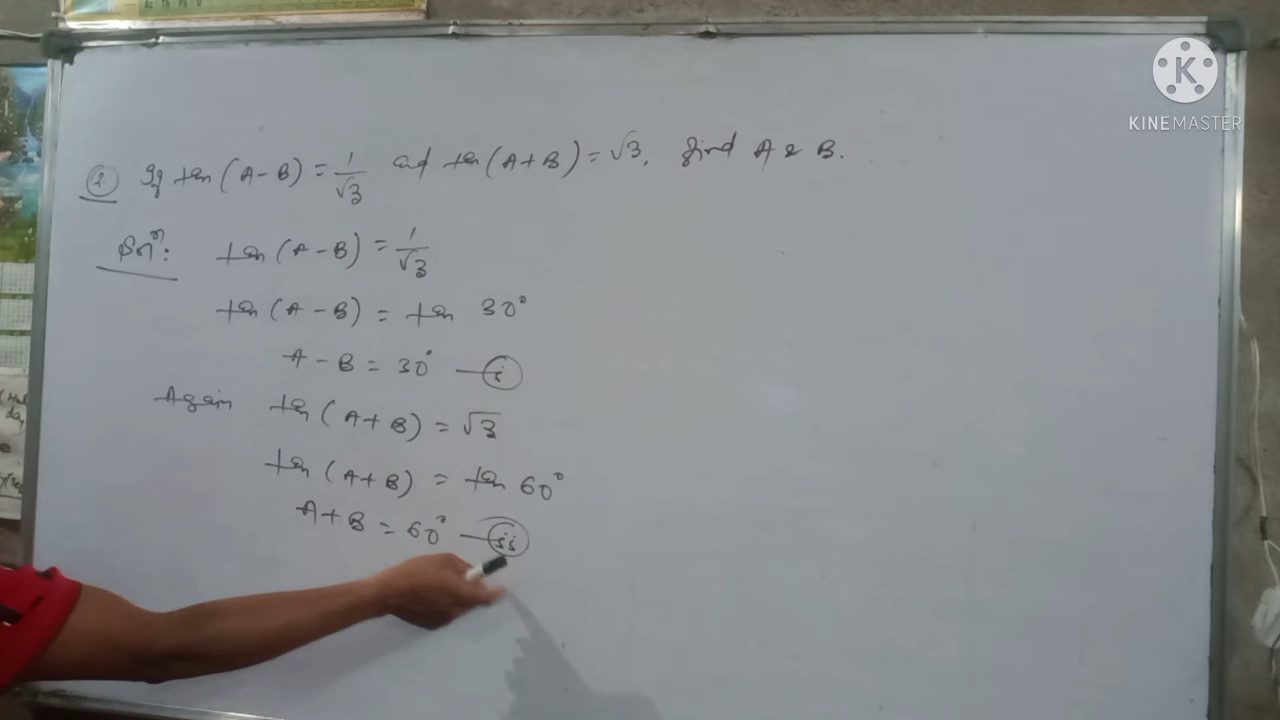 KINEMASTER
② If tan (A - B) = 1/√3 and tan (A + B) = √3, find A & B.
Solⁿ: tan (A - B) = 1/√3
tan (A - B) = tan 30°
A - B = 30° — ⓘ
Again tan (A + B) = √3
tan (A + B) = tan 60°
A + B = 60° — ⓘⓘ